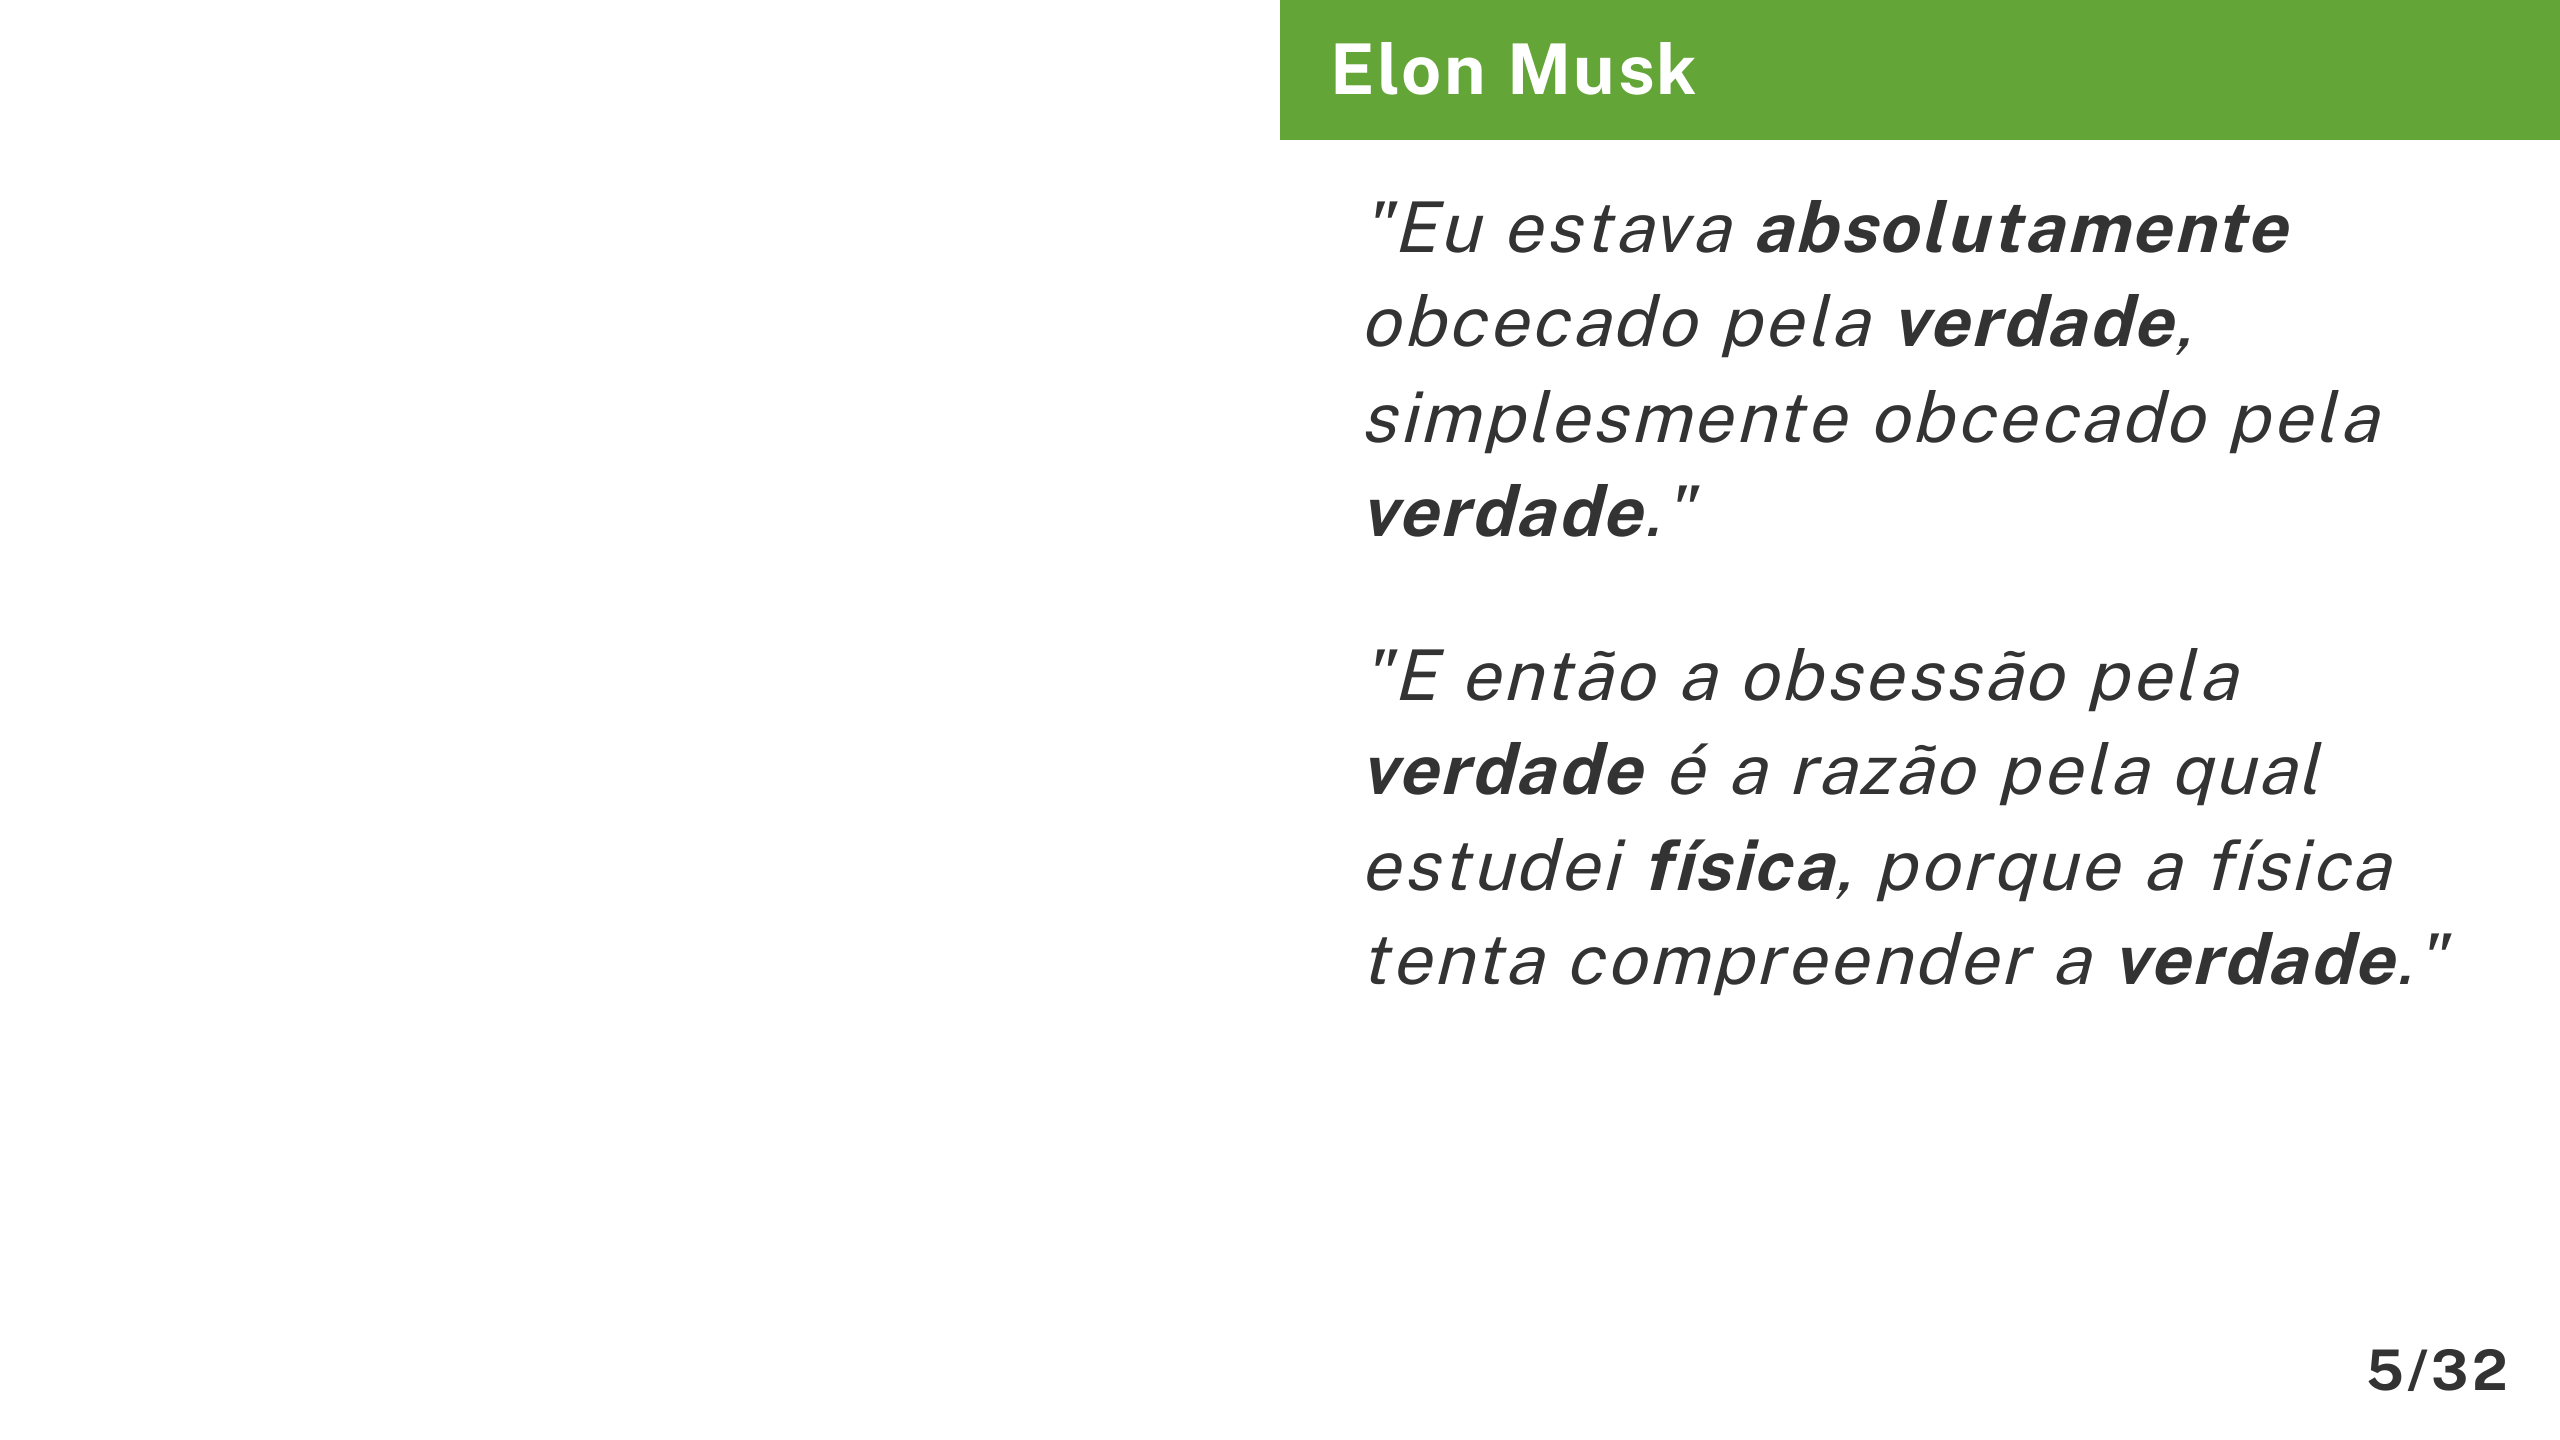 Elon Musk
"Eu estava absolutamente
obcecado pela verdade,
simplesmente obcecado pela
verdade."
"E então a obsessão pela
verdade é a razão pela qual
estudei física, porque a física
tenta compreender a verdade."
5/32